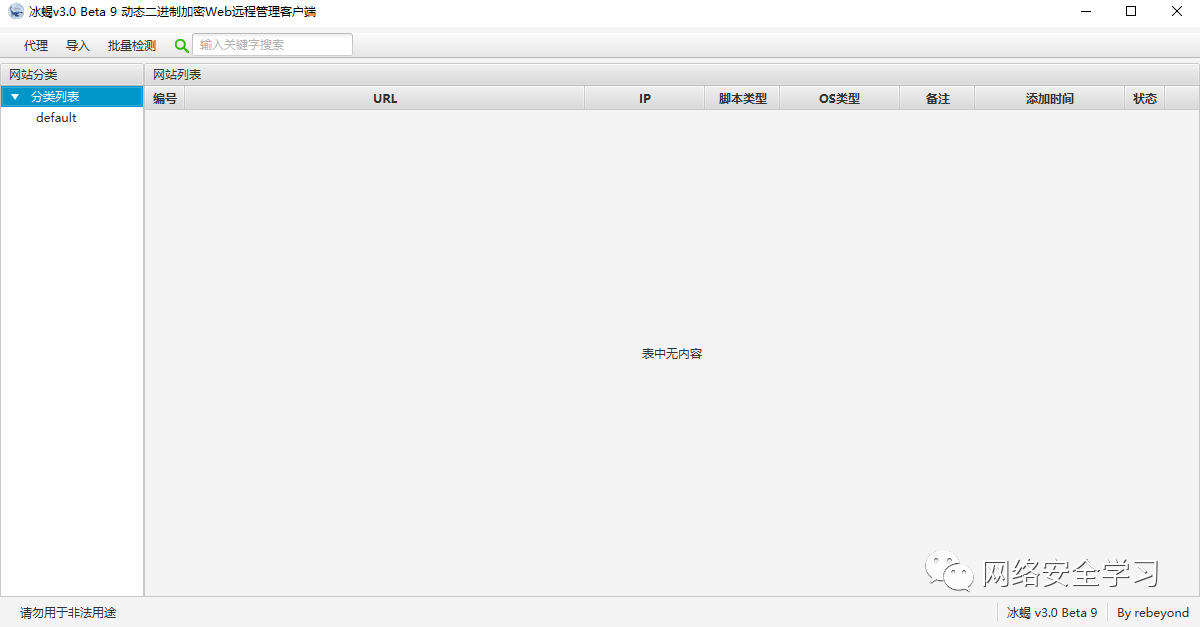 冰蝎v3.0 Beta 9 动态二进制加密Web远程管理客户端
代理 导入 批量检测 输入关键字搜索
网站分类 网站列表
分类列表 编号 URL IP 脚本类型 OS类型 备注 添加时间 状态
default
表中无内容
网络安全学习
请勿用于非法用途 冰蝎 v3.0 Beta 9 By rebeyond